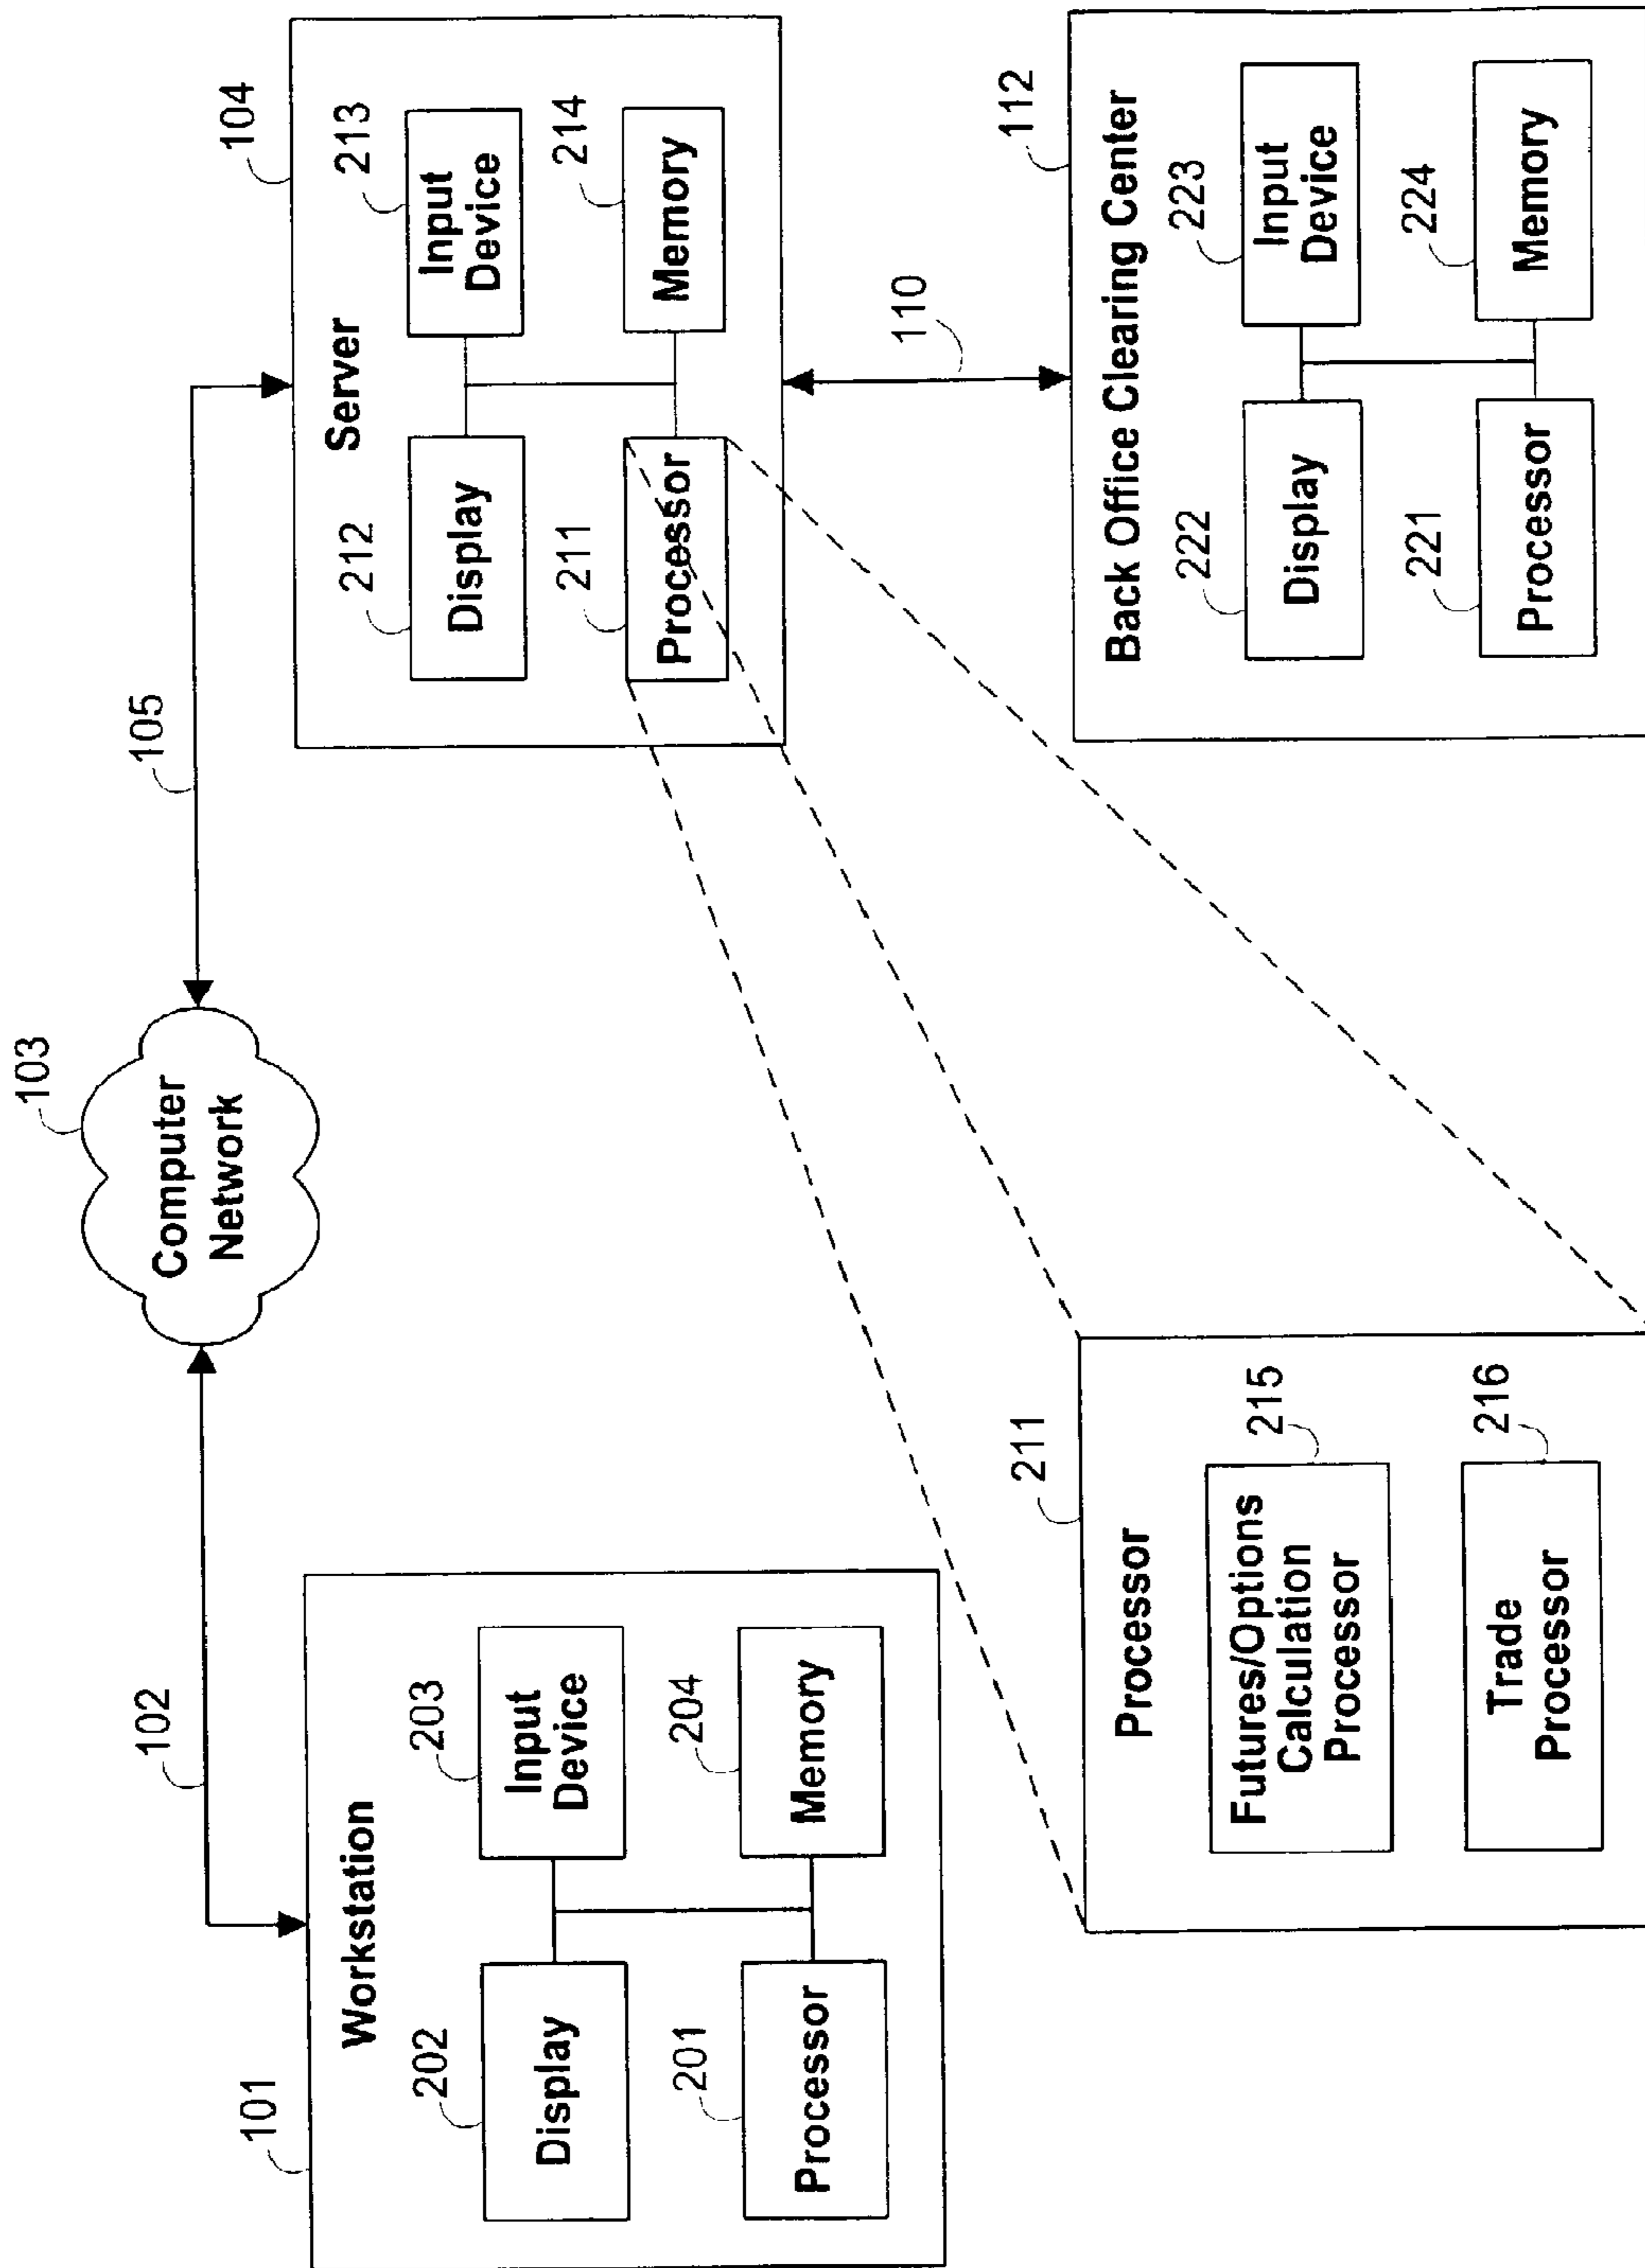 103
Computer
Network
102
105
101
Workstation
202
Display
203
Input
Device
201
Processor
204
Memory
104
Server
212
Display
213
Input
Device
211
Processor
214
Memory
110
211
Processor
Futures/Options
Calculation
Processor
215
Trade
Processor
216
112
Back Office Clearing Center
222
Display
223
Input
Device
221
Processor
224
Memory